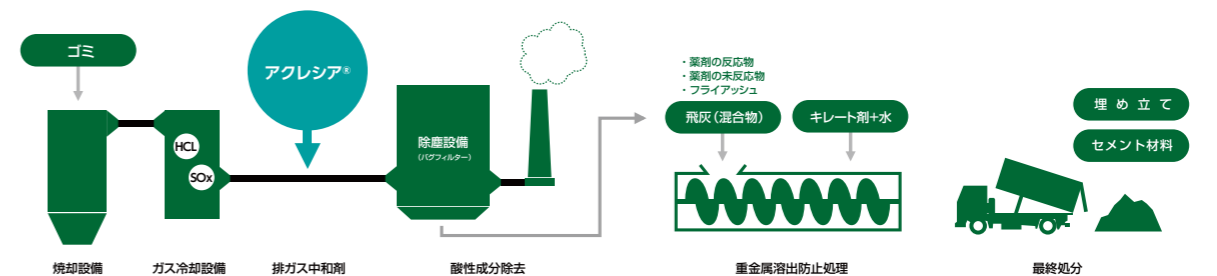 ゴミ
アクレシア®
HCL
SOx
除塵設備
（バグフィルター）
・薬剤の反応物
・薬剤の未反応物
・フライアッシュ
飛灰（混合物）
キレート剤+水
埋め立て
セメント材料
焼却設備
ガス冷却設備
排ガス中和剤
酸性成分除去
重金属溶出防止処理
最終処分